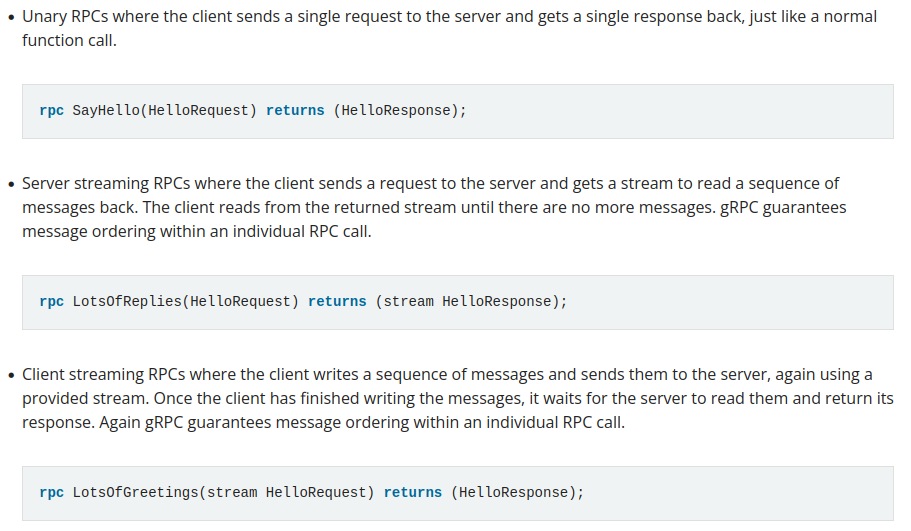 • Unary RPCs where the client sends a single request to the server and gets a single response back, just like a normal
function call.
rpc SayHello(HelloRequest) returns (HelloResponse);
• Server streaming RPCs where the client sends a request to the server and gets a stream to read a sequence of
messages back. The client reads from the returned stream until there are no more messages. gRPC guarantees
message ordering within an individual RPC call.
rpc LotsOfReplies(HelloRequest) returns (stream HelloResponse);
• Client streaming RPCs where the client writes a sequence of messages and sends them to the server, again using a
provided stream. Once the client has finished writing the messages, it waits for the server to read them and return its
response. Again gRPC guarantees message ordering within an individual RPC call.
rpc LotsOfGreetings(stream HelloRequest) returns (HelloResponse);